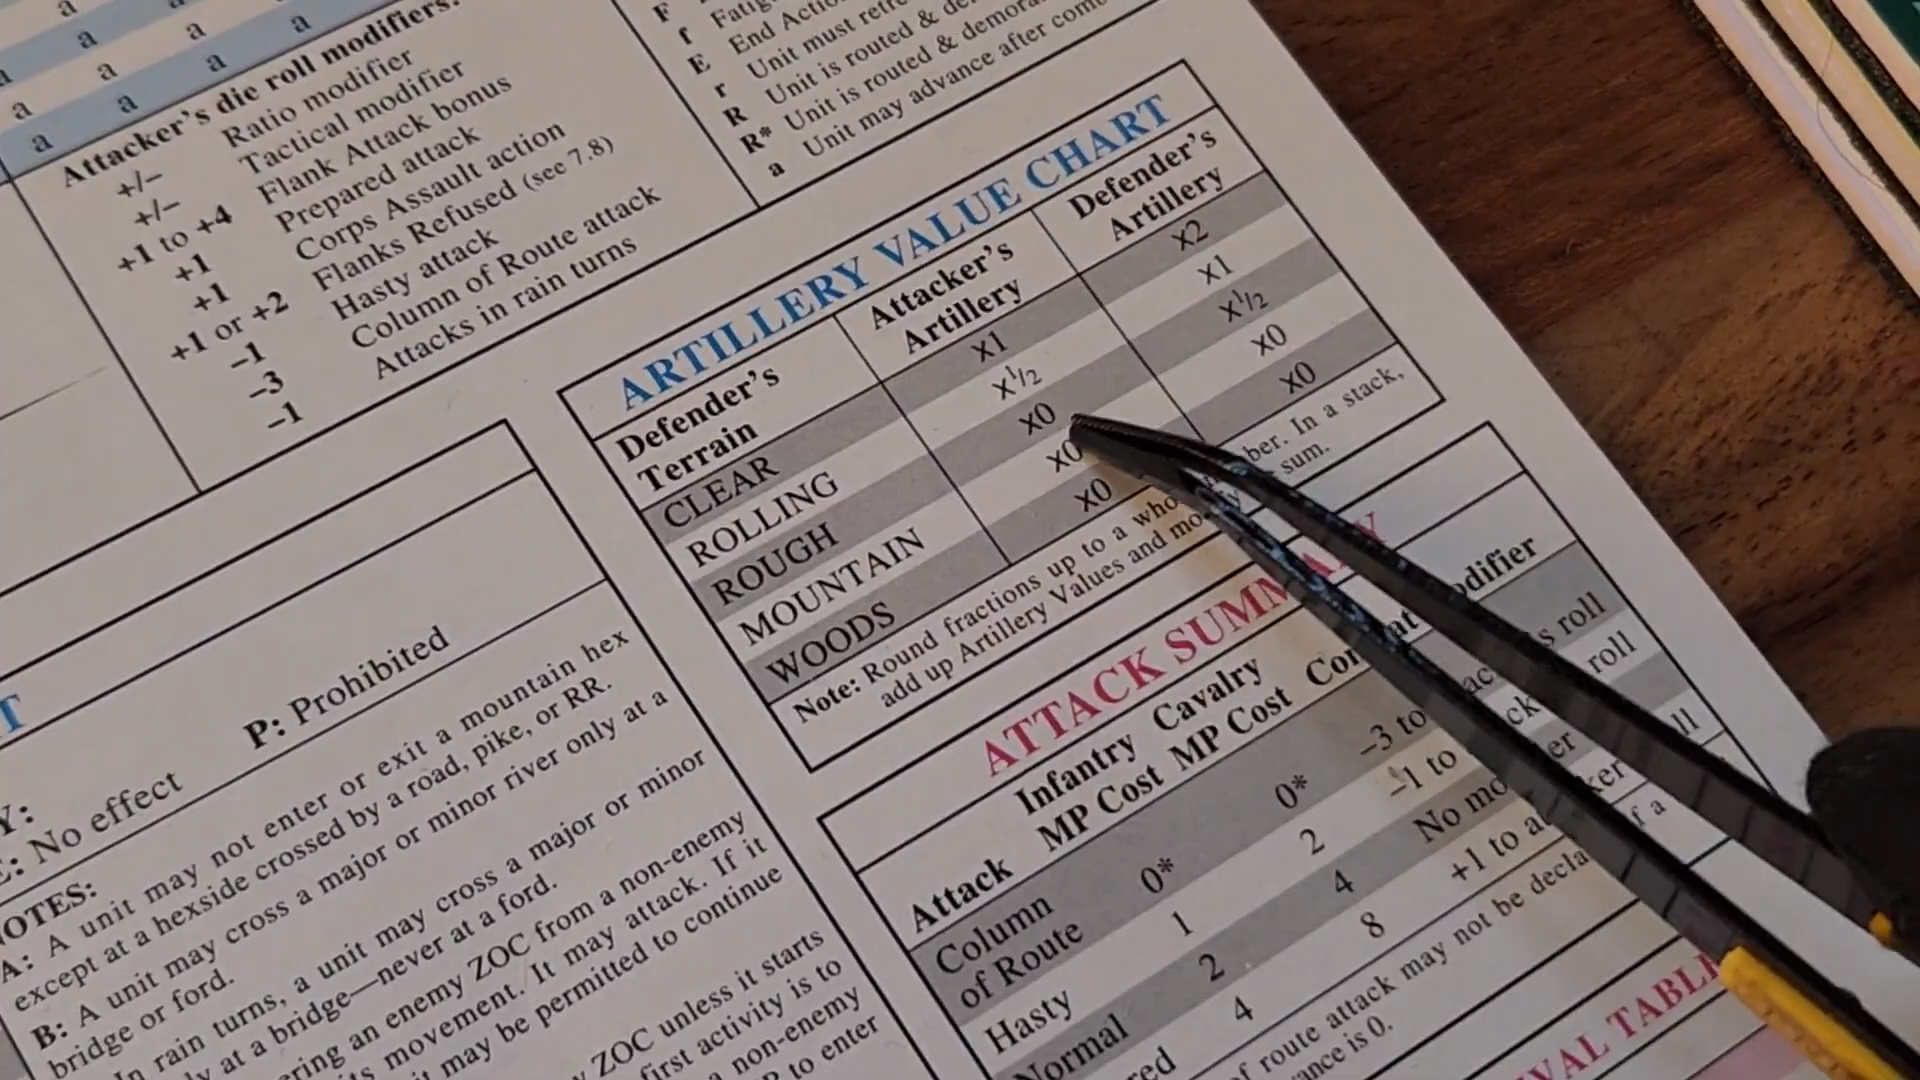 a a a
a a a
a a a
Attacker's die roll modifiers:
+/– Ratio modifier
+/– Tactical modifier
+1 to +4 Flank Attack bonus
+1 Prepared attack
+1 Corps Assault action
+1 or +2 Flanks Refused (see 7.8)
–1 Hasty attack
–3 Column of Route attack
–1 Attacks in rain turns
F
f End
E Unit must
r Unit is routed &
R Unit is routed & 
R* Unit may advance after
a
ARTILLERY VALUE CHART
Defender's Terrain Attacker's Artillery Defender's Artillery
CLEAR x1 x2
ROLLING x1/2 x1
ROUGH x0 x1/2
MOUNTAIN x0 x0
WOODS x0 x0
Note: Round fractions up to a In a stack,
add up Artillery Values and sum.
ATTACK SUMMARY
Attack Infantry MP Cost Cavalry MP Cost
Column of Route 0* 0* –3 to roll
Hasty 1 2 –1 to roll
Normal 2 4 No
4 8 +1 to
of route attack may not be
is 0.
P: Prohibited
No effect
NOTES:
A: A unit may not enter or exit a mountain hex
except at a hexside crossed by a road, pike, or RR.
B: A unit may cross a major or minor river only at a
bridge or ford.
In rain turns, a unit may cross a major or minor
at a bridge—never at a ford.
an enemy ZOC from a non-enemy
movement. It may attack. If it
may be permitted to continue
ZOC unless it starts
first activity is to
a non-enemy
to enter